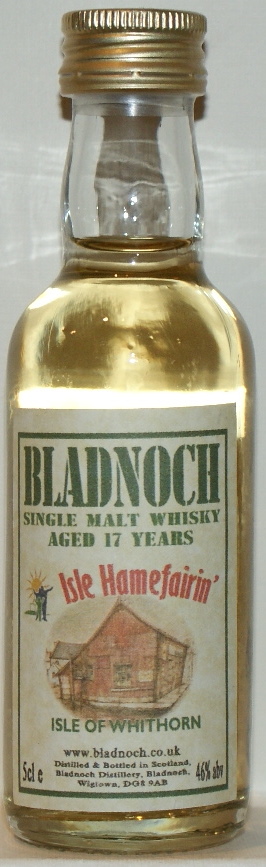 BLADNOCH
SINGLE MALT WHISKY
AGED 17 YEARS
Isle Hamefairin'
ISLE OF WHITHORN
www.bladnoch.co.uk
5cl e Distilled & Bottled in Scotland, 46% abv
Bladnoch Distillery, Bladnoch,
Wigtown, DG8 9AB